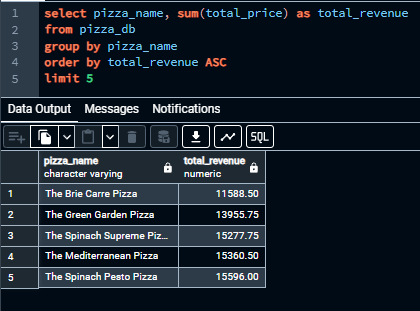 1 select pizza_name, sum(total_price) as total_revenue
2 from pizza_db
3 group by pizza_name
4 order by total_revenue ASC
5 limit 5
Data Output Messages Notifications
SQL
pizza_name total_revenue
character varying numeric
1 The Brie Carre Pizza 11588.50
2 The Green Garden Pizza 13955.75
3 The Spinach Supreme Piz... 15277.75
4 The Mediterranean Pizza 15360.50
5 The Spinach Pesto Pizza 15596.00